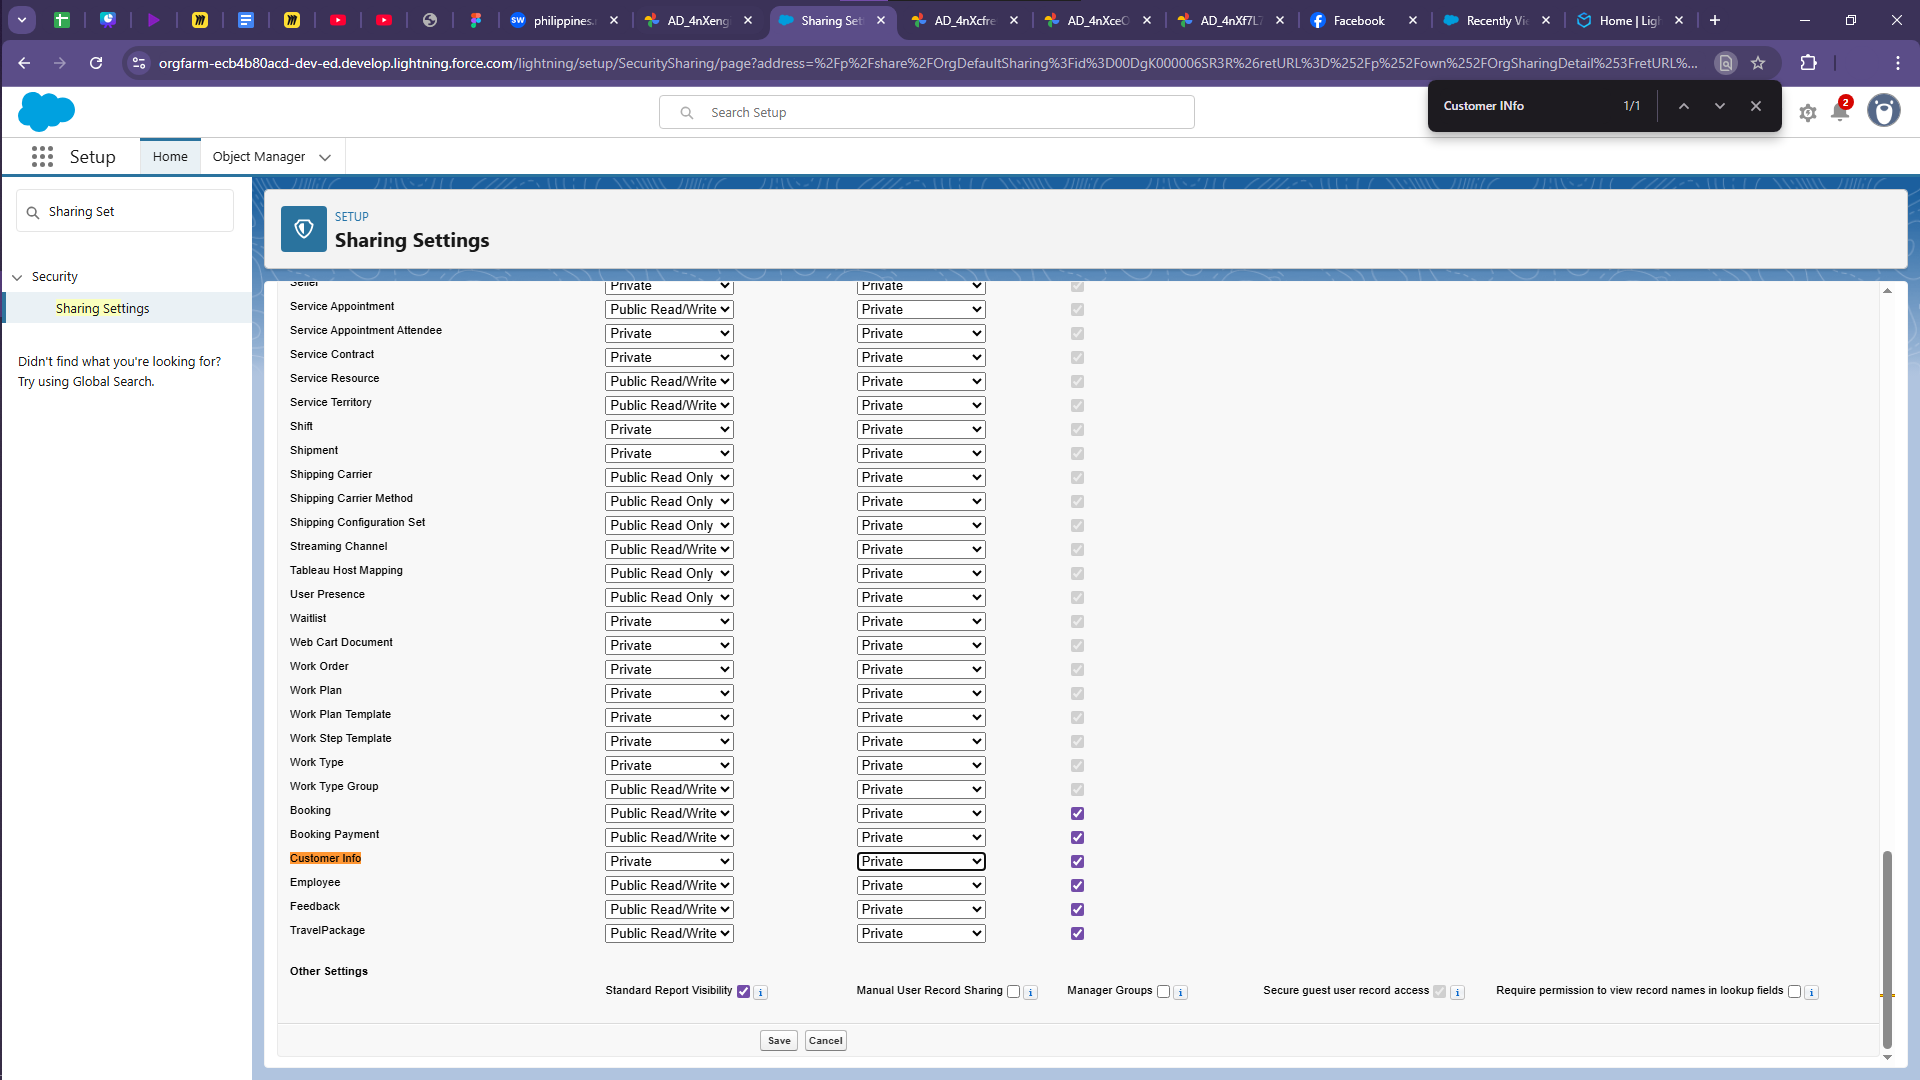 philippines.
AD_4nXeng
Sharing Set
AD_4nXcfre
AD_4nXceO
AD_4nXf7L7
Facebook
Recently Vie
Home | Ligh
orgfarm-ecb4b80acd-dev-ed.develop.lightning.force.com/lightning/setup/SecuritySharing/page?address=%2Fp%2Fshare%2FOrgDefaultSharing%3Fid%3D00DgK000006SR3R%26retURL%3D%252Fp%252Fown%252FOrgSharingDetail%253FretURL%...
Customer INfo 1/1
Search Setup
2
Setup Home Object Manager
Sharing Set
Security
Sharing Settings
Didn't find what you're looking for?
Try using Global Search.
SETUP
Sharing Settings
Seller Private Private
Service Appointment Public Read/Write Private
Service Appointment Attendee Private Private
Service Contract Private Private
Service Resource Public Read/Write Private
Service Territory Public Read/Write Private
Shift Private Private
Shipment Private Private
Shipping Carrier Public Read Only Private
Shipping Carrier Method Public Read Only Private
Shipping Configuration Set Public Read Only Private
Streaming Channel Public Read/Write Private
Tableau Host Mapping Public Read Only Private
User Presence Public Read Only Private
Waitlist Private Private
Web Cart Document Private Private
Work Order Private Private
Work Plan Private Private
Work Plan Template Private Private
Work Step Template Private Private
Work Type Private Private
Work Type Group Public Read/Write Private
Booking Public Read/Write Private
Booking Payment Public Read/Write Private
Customer Info Private Private
Employee Public Read/Write Private
Feedback Public Read/Write Private
TravelPackage Public Read/Write Private
Other Settings
Standard Report Visibility i Manual User Record Sharing i Manager Groups i Secure guest user record access i Require permission to view record names in lookup fields i
Save Cancel